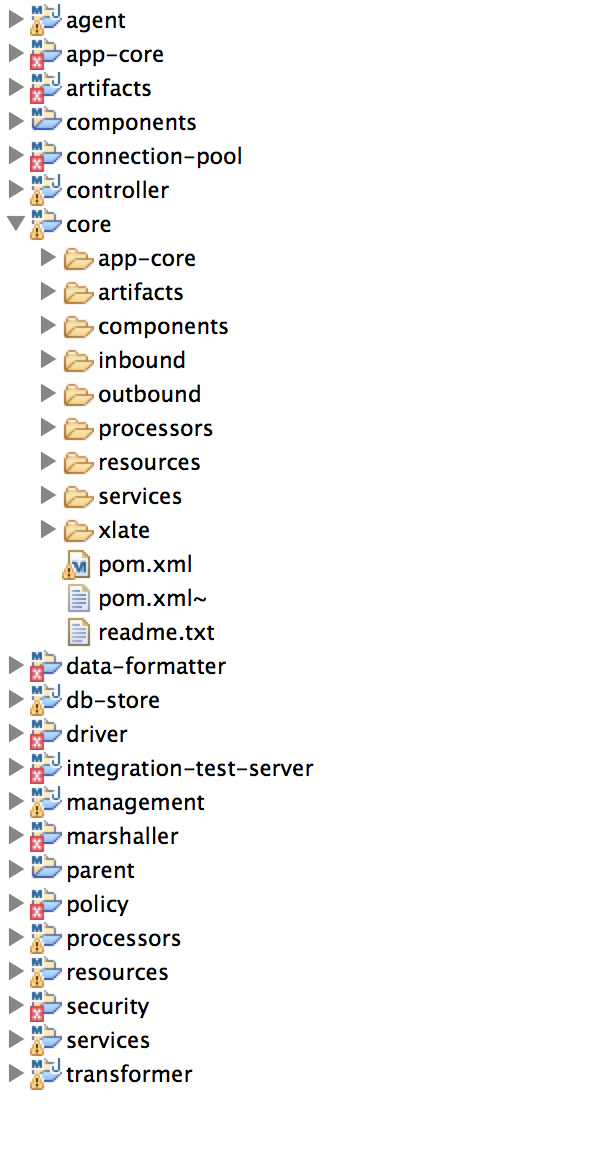 agent
app-core
artifacts
components
connection-pool
controller
core
app-core
artifacts
components
inbound
outbound
processors
resources
services
xlate
pom.xml
pom.xml~
readme.txt
data-formatter
db-store
driver
integration-test-server
management
marshaller
parent
policy
processors
resources
security
services
transformer